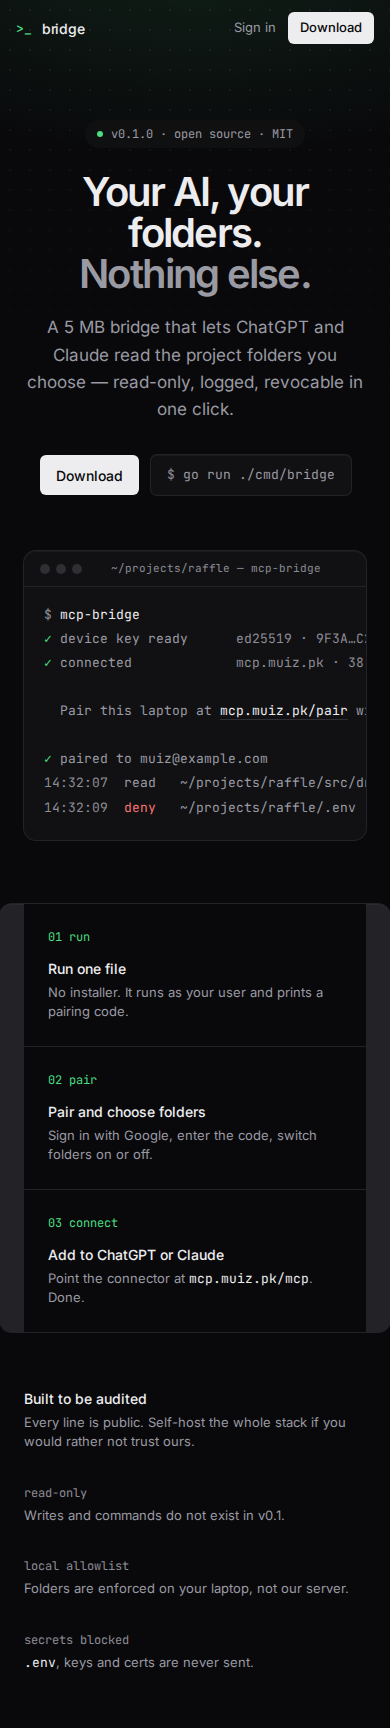 >_ bridge Sign in Download
v0.1.0 · open source · MIT
Your AI, your
folders.
Nothing else.
A 5 MB bridge that lets ChatGPT and
Claude read the project folders you
choose — read-only, logged, revocable in
one click.
Download $ go run ./cmd/bridge
~/projects/raffle — mcp-bridge
$ mcp-bridge
✓ device key ready ed25519 · 9F3A…C
✓ connected mcp.muiz.pk · 38
Pair this laptop at mcp.muiz.pk/pair w
✓ paired to muiz@example.com
14:32:07 read ~/projects/raffle/src/d
14:32:09 deny ~/projects/raffle/.env
01 run
Run one file
No installer. It runs as your user and prints a
pairing code.
02 pair
Pair and choose folders
Sign in with Google, enter the code, switch
folders on or off.
03 connect
Add to ChatGPT or Claude
Point the connector at mcp.muiz.pk/mcp.
Done.
Built to be audited
Every line is public. Self-host the whole stack if you
would rather not trust ours.
read-only
Writes and commands do not exist in v0.1.
local allowlist
Folders are enforced on your laptop, not our server.
secrets blocked
.env, keys and certs are never sent.